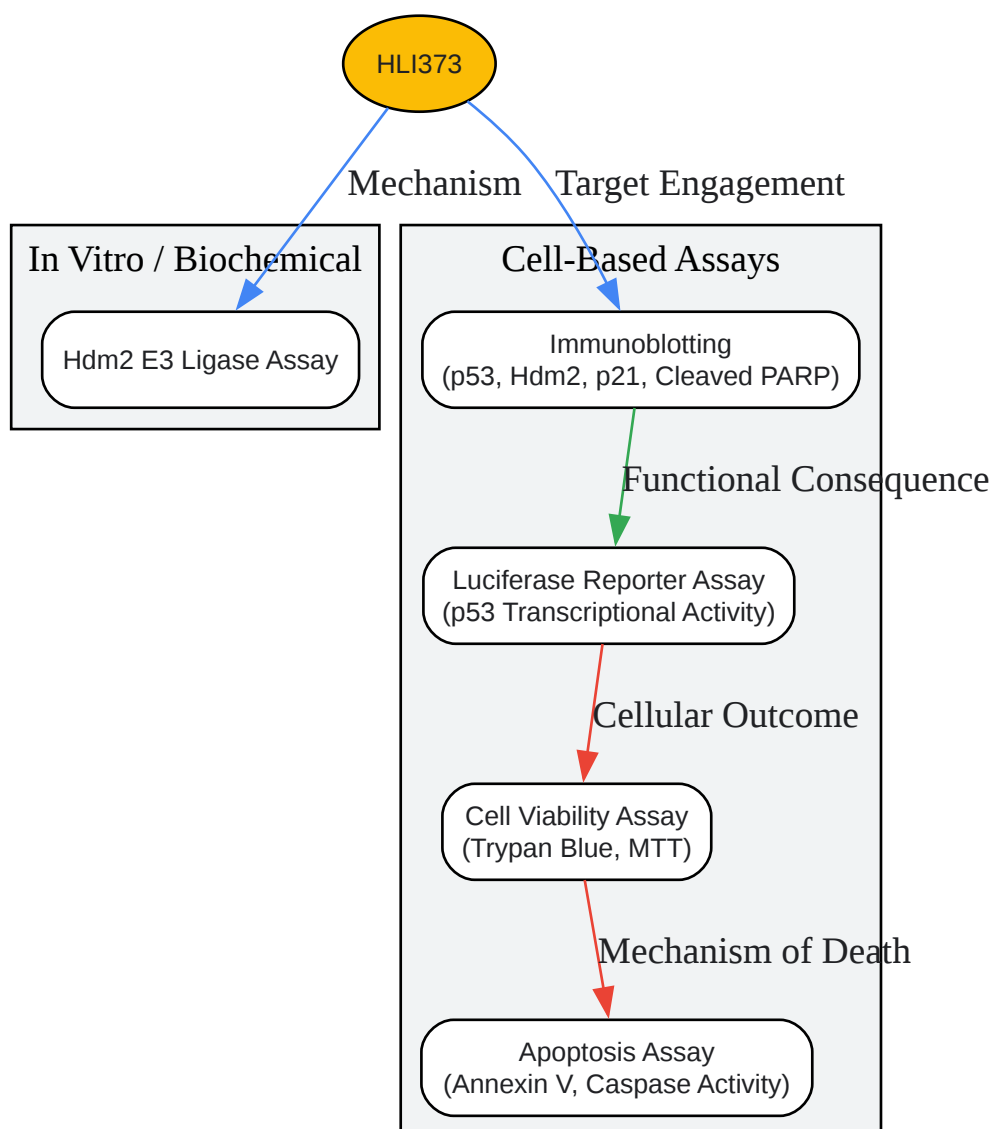 HLI373
Mechanism
Target Engagement
In Vitro / Biochemical
Cell-Based Assays
Hdm2 E3 Ligase Assay
Immunoblotting
(p53, Hdm2, p21, Cleaved PARP)
Functional Consequence
Luciferase Reporter Assay
(p53 Transcriptional Activity)
Cellular Outcome
Cell Viability Assay
(Trypan Blue, MTT)
Mechanism of Death
Apoptosis Assay
(Annexin V, Caspase Activity)